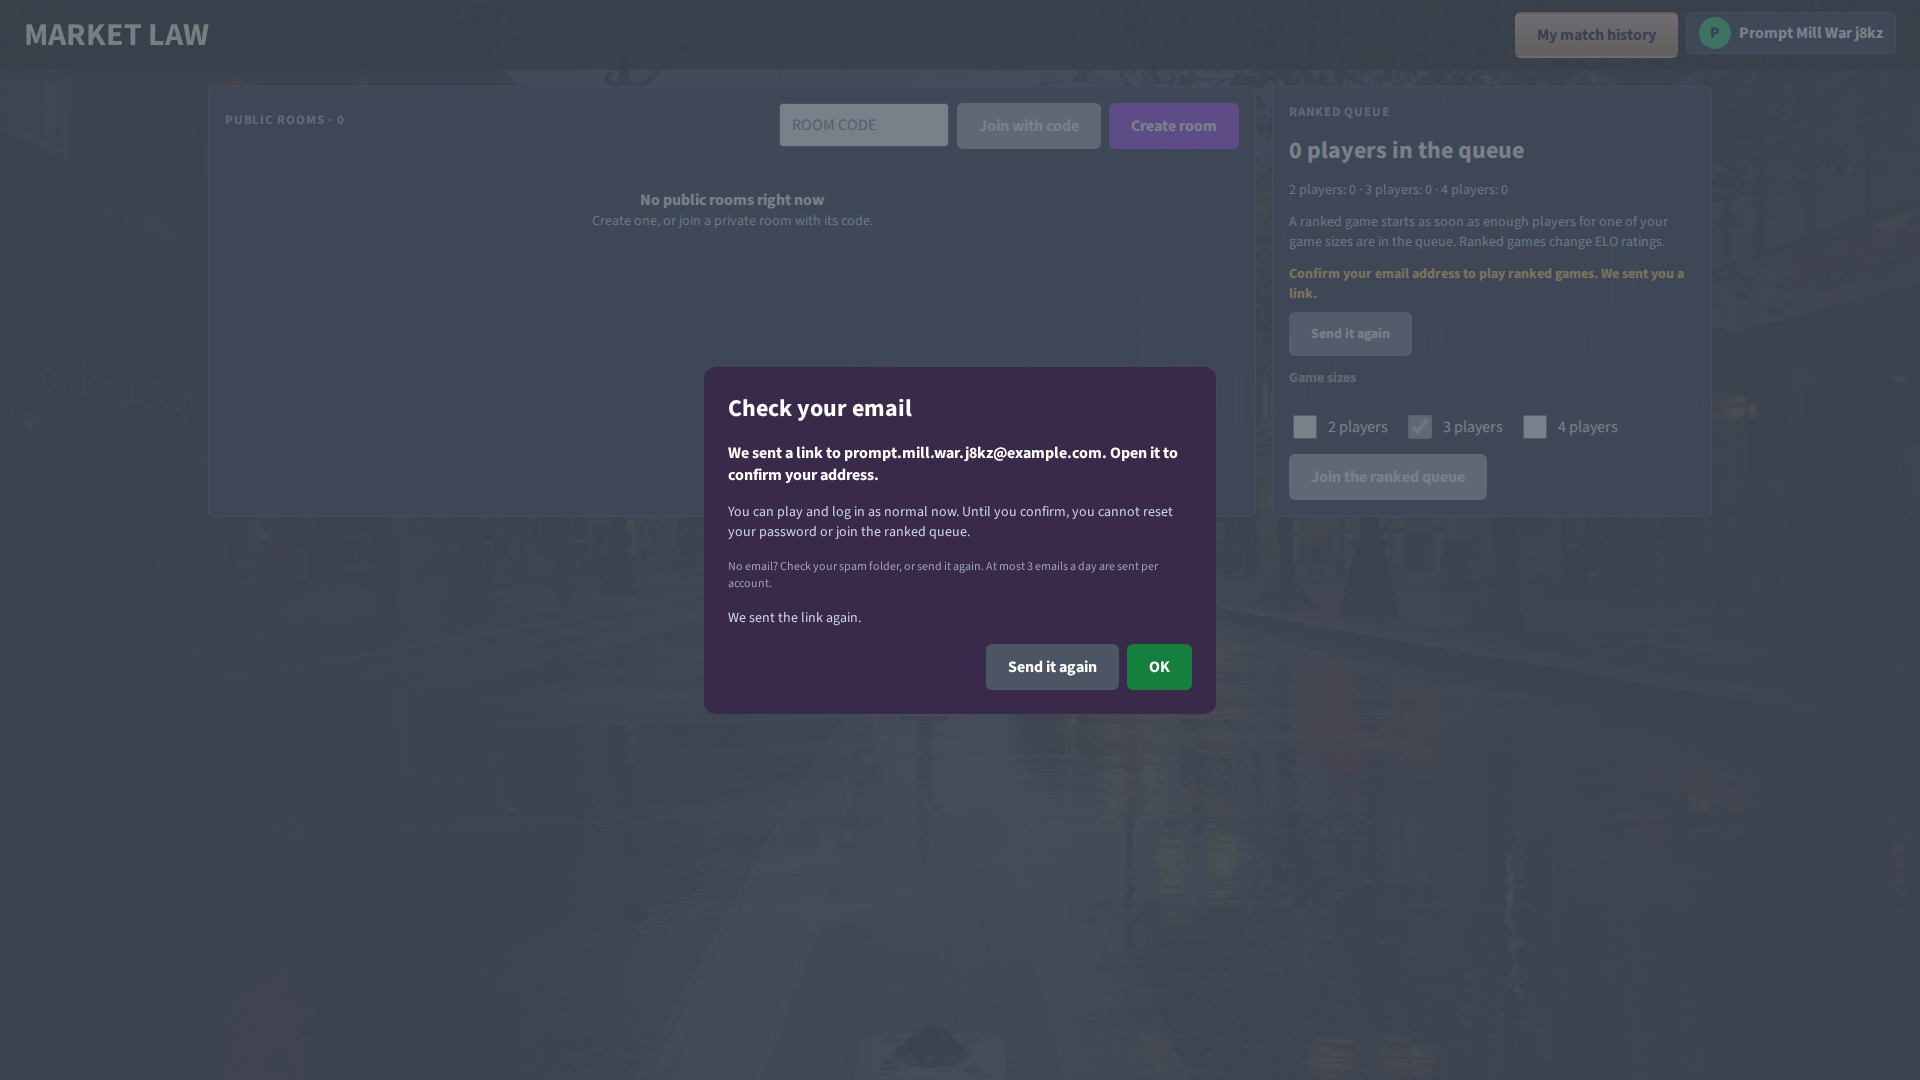 MARKET LAW
My match history
P
Prompt Mill War j8kz
PUBLIC ROOMS · 0
ROOM CODE
Join with code
Create room
No public rooms right now
Create one, or join a private room with its code.
RANKED QUEUE
0 players in the queue
2 players: 0 · 3 players: 0 · 4 players: 0
A ranked game starts as soon as enough players for one of your
game sizes are in the queue. Ranked games change ELO ratings.
Confirm your email address to play ranked games. We sent you a
link.
Send it again
Game sizes
2 players
3 players
4 players
Join the ranked queue
order pickup
Check your email
We sent a link to prompt.mill.war.j8kz@example.com. Open it to
confirm your address.
You can play and log in as normal now. Until you confirm, you cannot reset
your password or join the ranked queue.
No email? Check your spam folder, or send it again. At most 3 emails a day are sent per
account.
We sent the link again.
Send it again
OK